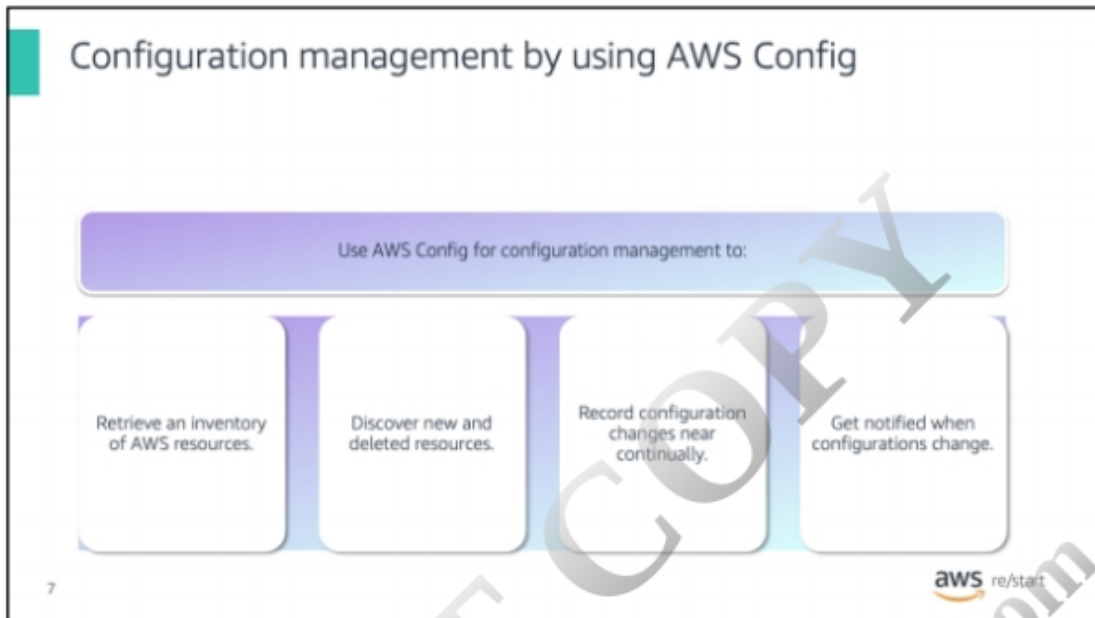 Configuration management by using AWS Config
Use AWS Config for configuration management to:
Retrieve an inventory
of AWS resources.
Discover new and
deleted resources.
Record configuration
changes near
continually.
Get notified when
configurations change.
7
aws re/start
COPY
om